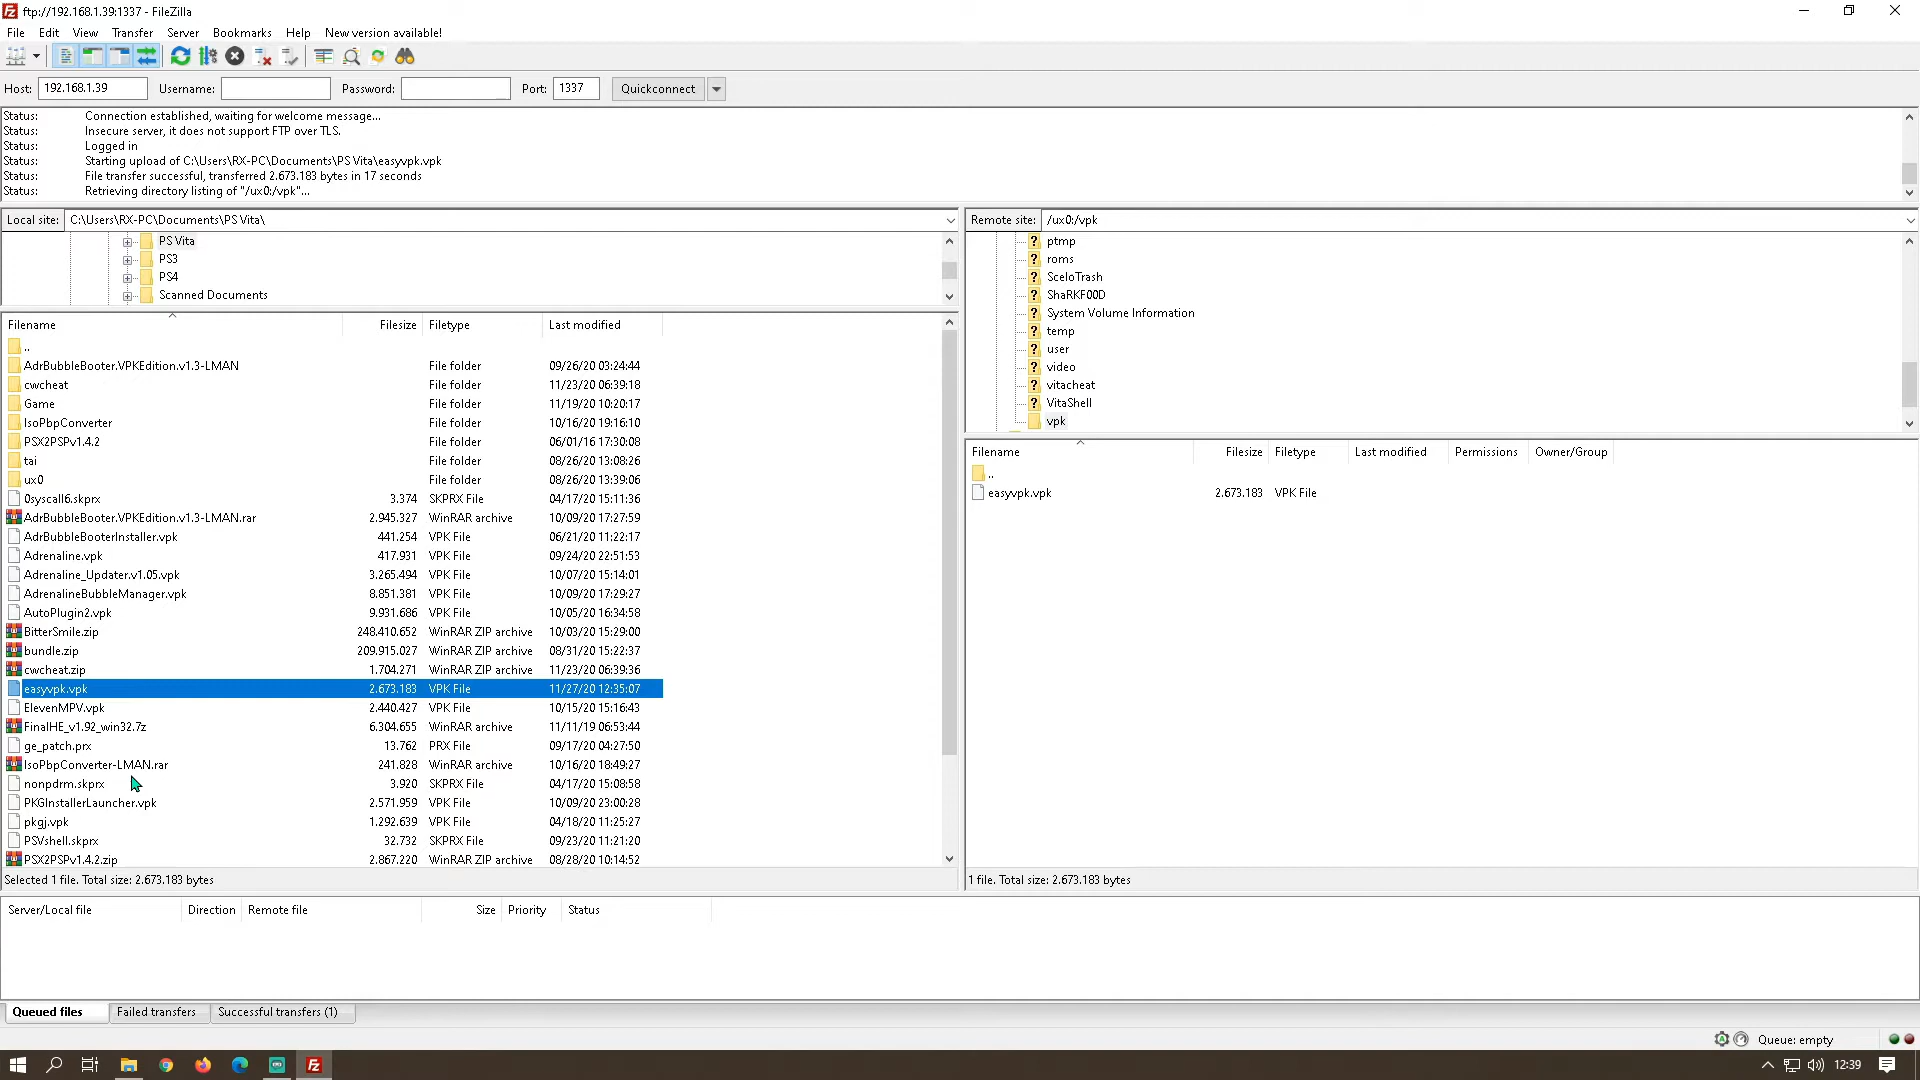 ftp://192.168.1.39:1337 - FileZilla
File Edit View Transfer Server Bookmarks Help New version available!
Host: 192.168.1.39 Username: Password: Port: 1337 Quickconnect
Status: Connection established, waiting for welcome message...
Status: Insecure server, it does not support FTP over TLS.
Status: Logged in
Status: Starting upload of C:\Users\RX-PC\Documents\PS Vita\easyvpk.vpk
Status: File transfer successful, transferred 2.673.183 bytes in 17 seconds
Status: Retrieving directory listing of "/ux0:/vpk"...
Local site: C:\Users\RX-PC\Documents\PS Vita\
PS Vita
PS3
PS4
Scanned Documents
Filename Filesize Filetype Last modified
..
AdrBubbleBooter.VPKEdition.v1.3-LMAN File folder 09/26/20 03:24:44
cwcheat File folder 11/23/20 06:39:18
Game File folder 11/19/20 10:20:17
IsoPbpConverter File folder 10/16/20 19:16:10
PSX2PSPv1.4.2 File folder 06/01/16 17:30:08
tai File folder 08/26/20 13:08:26
ux0 File folder 08/26/20 13:39:06
0syscall6.skprx 3.374 SKPRX File 04/17/20 15:11:36
AdrBubbleBooter.VPKEdition.v1.3-LMAN.rar 2.945.327 WinRAR archive 10/09/20 17:27:59
AdrBubbleBooterInstaller.vpk 441.254 VPK File 06/21/20 11:22:17
Adrenaline.vpk 417.931 VPK File 09/24/20 22:51:53
Adrenaline_Updater.v1.05.vpk 3.265.494 VPK File 10/07/20 15:14:01
AdrenalineBubbleManager.vpk 8.851.381 VPK File 10/09/20 17:29:27
AutoPlugin2.vpk 9.931.686 VPK File 10/05/20 16:34:58
BitterSmile.zip 248.410.652 WinRAR ZIP archive 10/03/20 15:29:00
bundle.zip 209.915.027 WinRAR ZIP archive 08/31/20 15:22:37
cwcheat.zip 1.704.271 WinRAR ZIP archive 11/23/20 06:39:36
easyvpk.vpk 2.673.183 VPK File 11/27/20 12:35:07
ElevenMPV.vpk 2.440.427 VPK File 10/15/20 15:16:43
FinalHE_v1.92_win32.7z 6.304.655 WinRAR archive 11/11/19 06:53:44
ge_patch.prx 13.762 PRX File 09/17/20 04:27:50
IsoPbpConverter-LMAN.rar 241.828 WinRAR archive 10/16/20 18:49:27
nonpdrm.skprx 3.920 SKPRX File 04/17/20 15:08:58
PKGInstallerLauncher.vpk 2.571.959 VPK File 10/09/20 23:00:28
pkgj.vpk 1.292.639 VPK File 04/18/20 11:25:27
PSVshell.skprx 32.732 SKPRX File 09/23/20 11:21:20
PSX2PSPv1.4.2.zip 2.867.220 WinRAR ZIP archive 08/28/20 10:14:52
Selected 1 file. Total size: 2.673.183 bytes
Remote site: /ux0:/vpk
ptmp
roms
SceIoTrash
ShaRKF00D
System Volume Information
temp
user
video
vitacheat
VitaShell
vpk
Filename Filesize Filetype Last modified Permissions Owner/Group
..
easyvpk.vpk 2.673.183 VPK File
1 file. Total size: 2.673.183 bytes
Server/Local file Direction Remote file Size Priority Status
Queued files Failed transfers Successful transfers (1)
Queue: empty
12:39